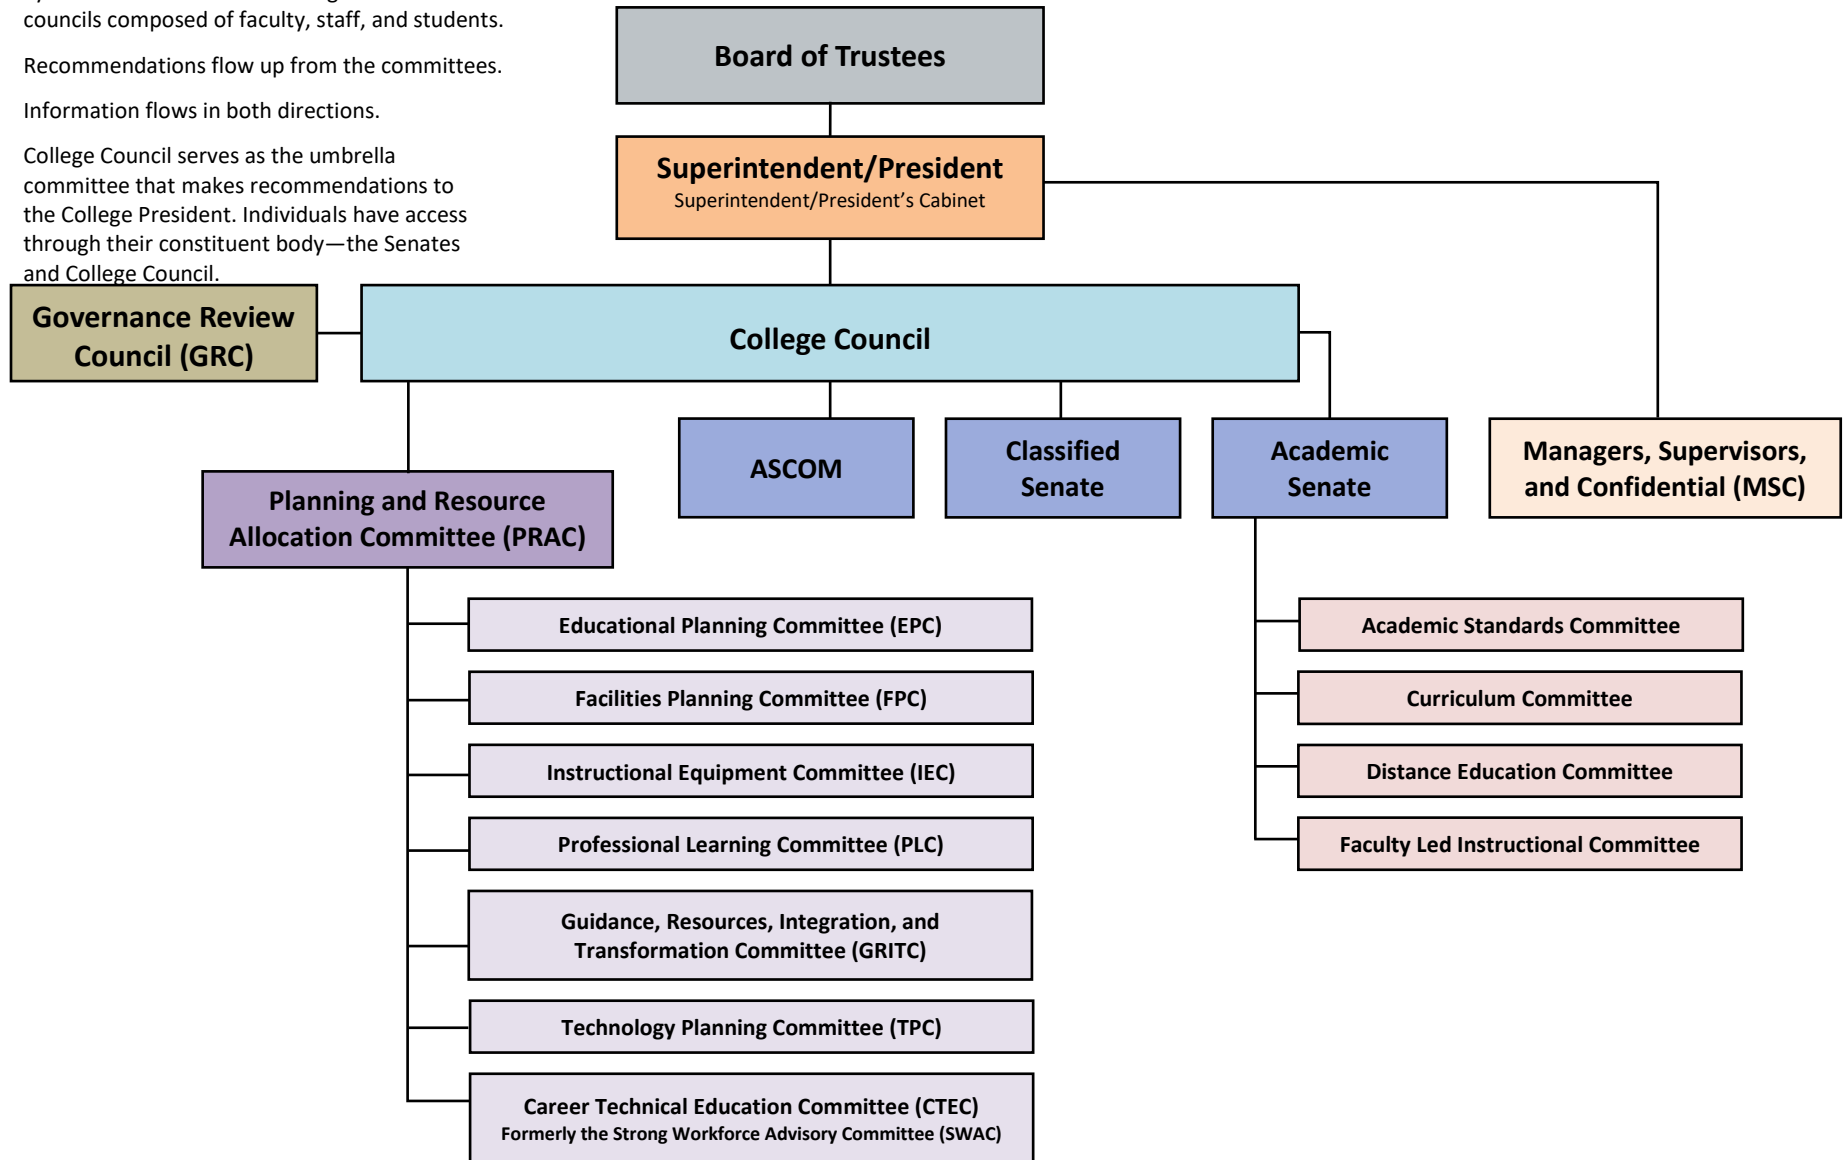 councils composed of faculty, staff, and students.
Recommendations flow up from the committees.
Information flows in both directions.
College Council serves as the umbrella
committee that makes recommendations to
the College President. Individuals have access
through their constituent body—the Senates
and College Council.
Board of Trustees
Superintendent/President
Superintendent/President’s Cabinet
Governance Review
Council (GRC)
College Council
ASCOM
Classified
Senate
Academic
Senate
Managers, Supervisors,
and Confidential (MSC)
Planning and Resource
Allocation Committee (PRAC)
Educational Planning Committee (EPC)
Facilities Planning Committee (FPC)
Instructional Equipment Committee (IEC)
Professional Learning Committee (PLC)
Guidance, Resources, Integration, and
Transformation Committee (GRITC)
Technology Planning Committee (TPC)
Career Technical Education Committee (CTEC)
Formerly the Strong Workforce Advisory Committee (SWAC)
Academic Standards Committee
Curriculum Committee
Distance Education Committee
Faculty Led Instructional Committee